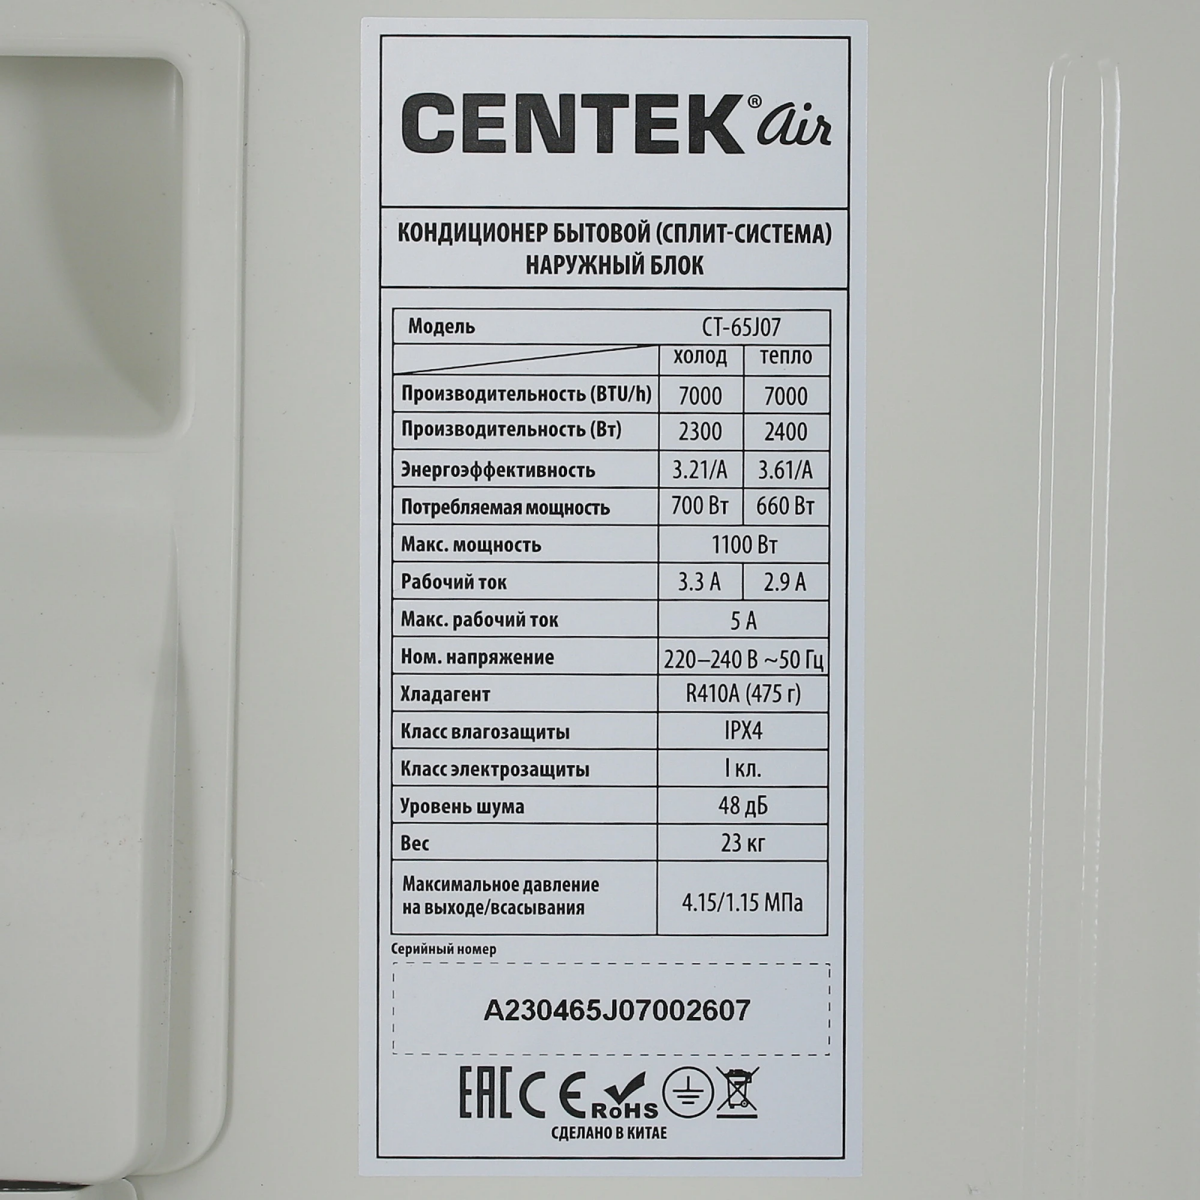 CENTEK® air
КОНДИЦИОНЕР БЫТОВОЙ (СПЛИТ-СИСТЕМА)
НАРУЖНЫЙ БЛОК
Модель CT-65J07
холод тепло
Производительность (BTU/h) 7000 7000
Производительность (Вт) 2300 2400
Энергоэффективность 3.21/A 3.61/A
Потребляемая мощность 700 Вт 660 Вт
Макс. мощность 1100 Вт
Рабочий ток 3.3 А 2.9 А
Макс. рабочий ток 5 А
Ном. напряжение 220–240 В ~50 Гц
Хладагент R410A (475 г)
Класс влагозащиты IPX4
Класс электрозащиты I кл.
Уровень шума 48 дБ
Вес 23 кг
Максимальное давление
на выходе/всасывания 4.15/1.15 МПа
Серийный номер
A230465J07002607
EAC CE RoHS
СДЕЛАНО В КИТАЕ